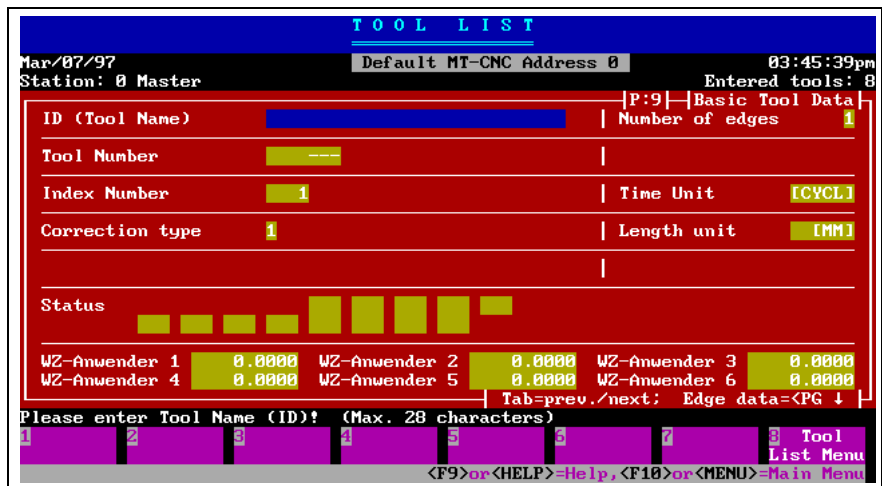 TOOL LIST
Mar/07/97 Default MT-CNC Address 0 03:45:39pm
Station: 0 Master Entered tools: 8
P:9 Basic Tool Data
ID (Tool Name) Number of edges 1
Tool Number ---
Index Number 1 Time Unit [CYCL]
Correction type 1 Length unit [MM]
Status
WZ-Anwender 1 0.0000 WZ-Anwender 2 0.0000 WZ-Anwender 3 0.0000
WZ-Anwender 4 0.0000 WZ-Anwender 5 0.0000 WZ-Anwender 6 0.0000
Tab=prev./next; Edge data=<PG ↓
Please enter Tool Name (ID)! (Max. 28 characters)
1 2 3 4 5 6 7 8 Tool
List Menu
<F9>or<HELP>=Help,<F10>or<MENU>=Main Menu